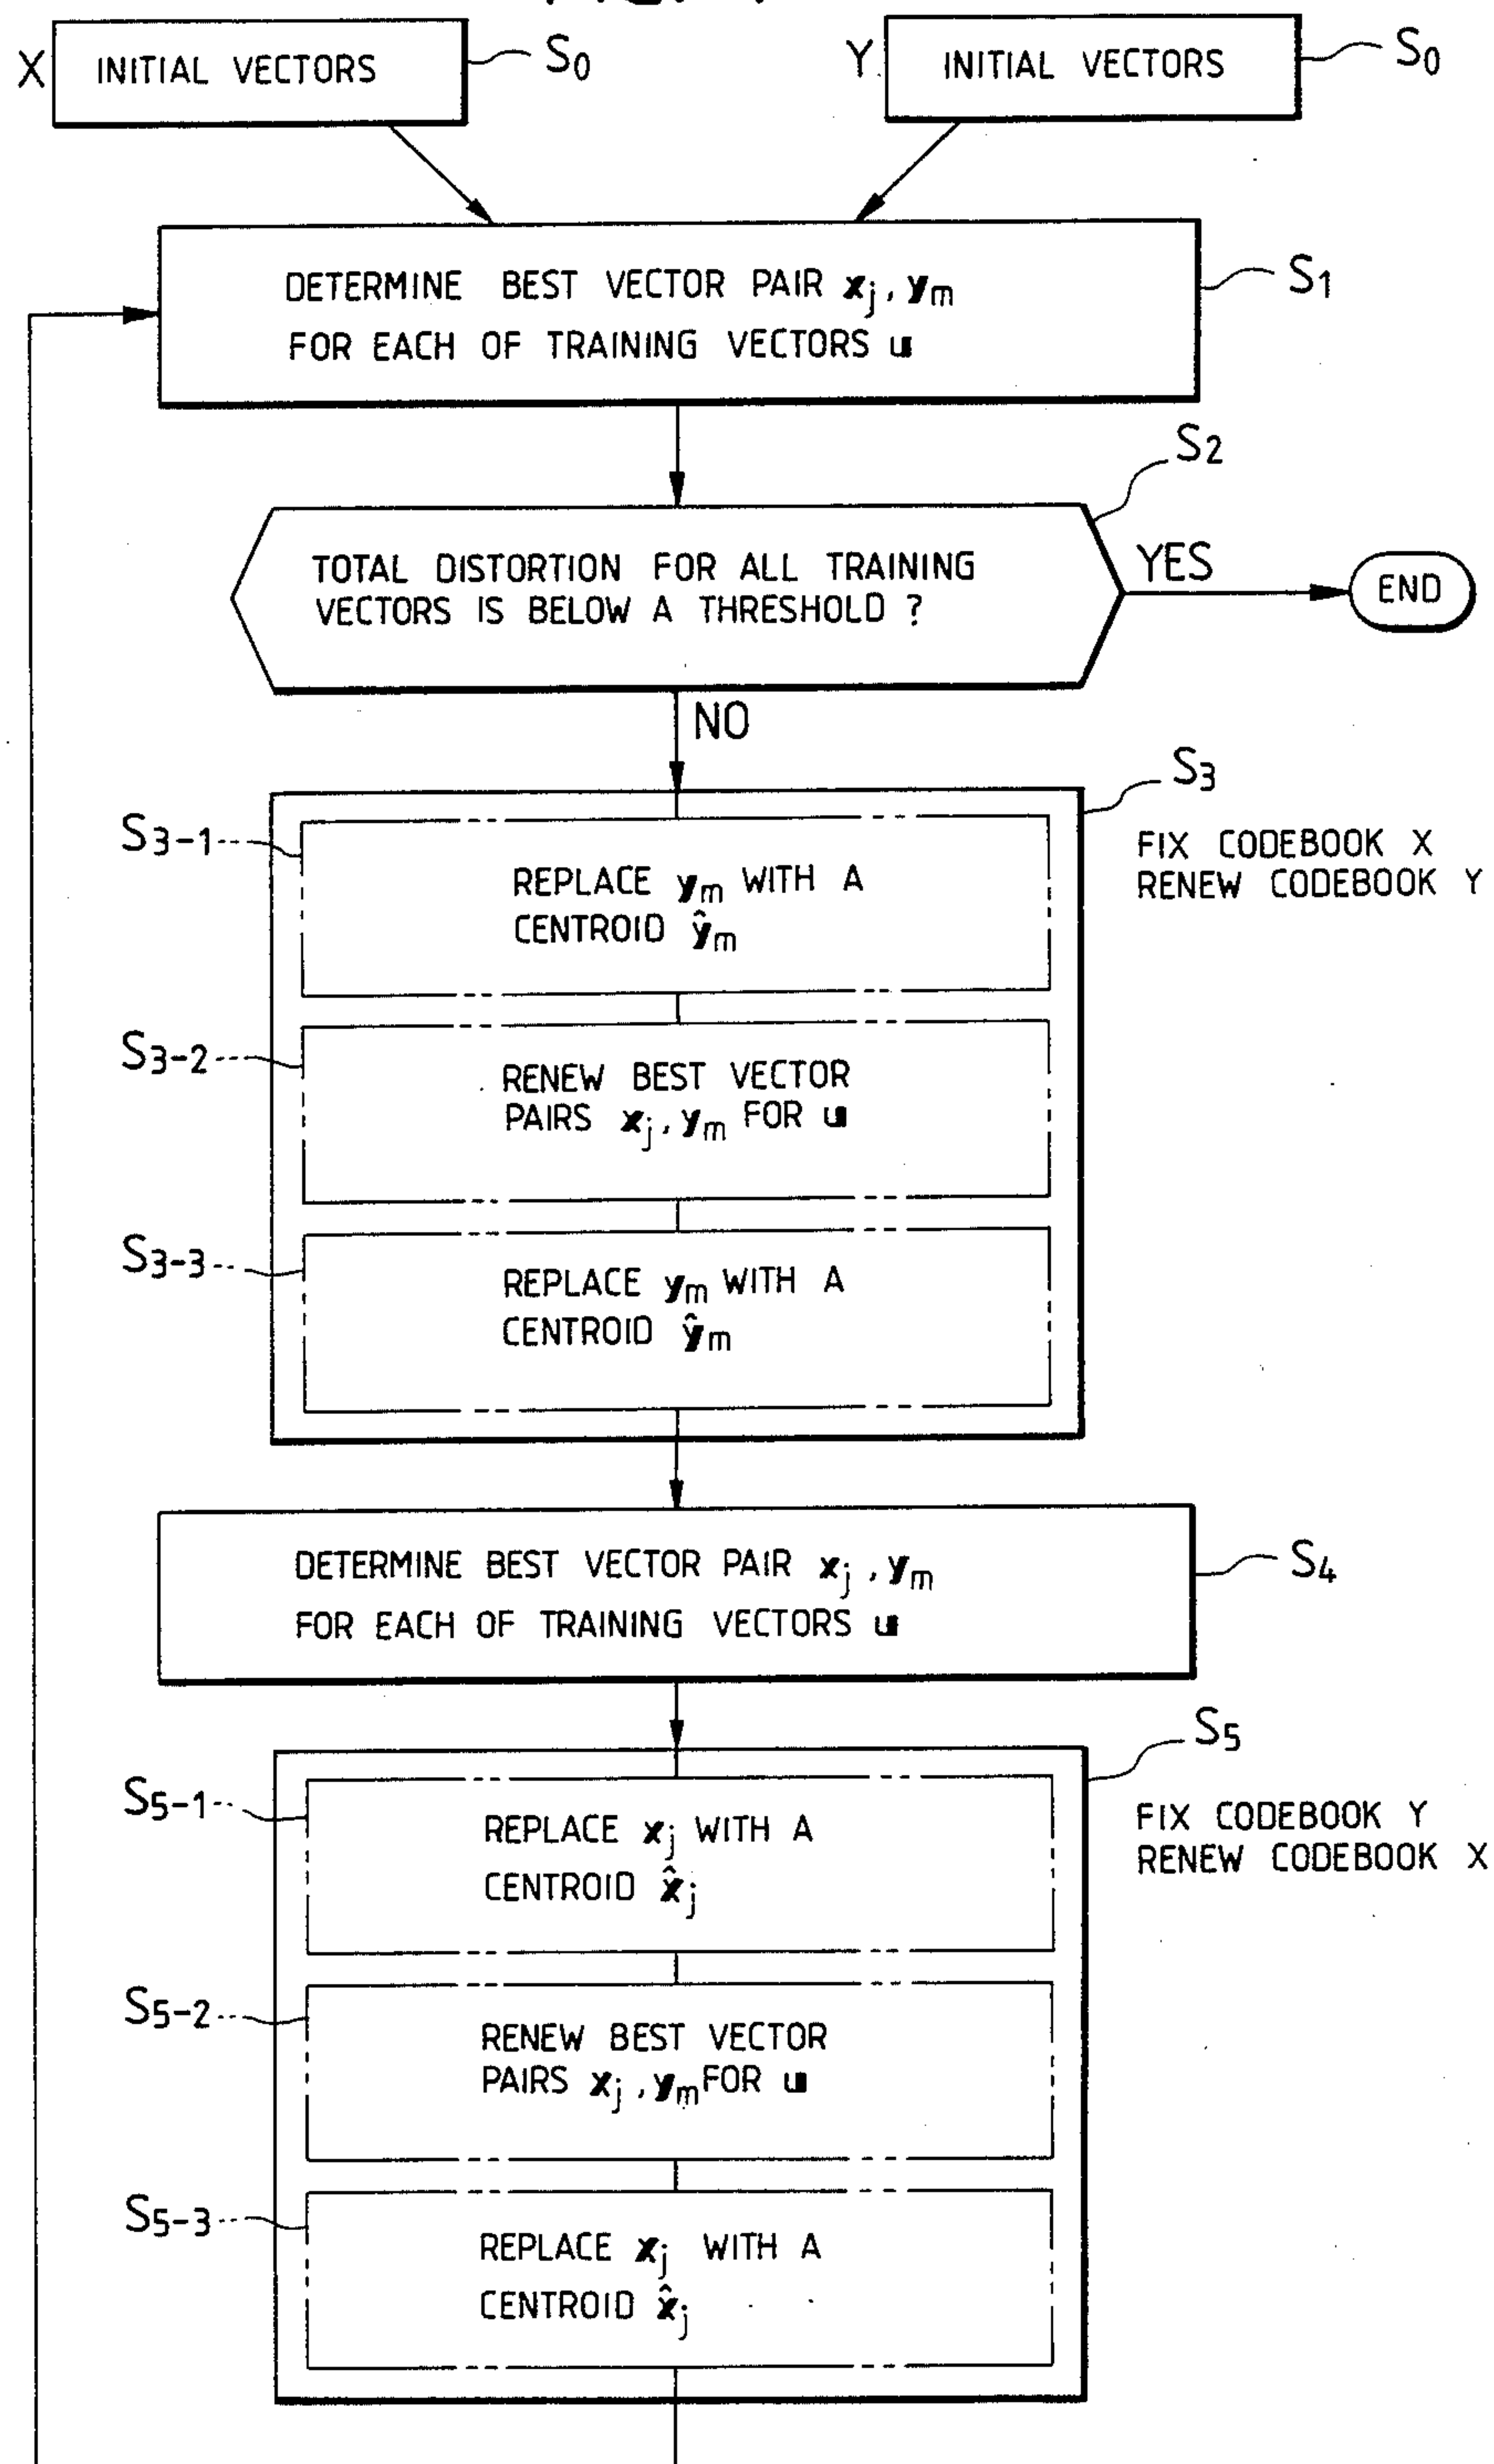 X INITIAL VECTORS S0
Y INITIAL VECTORS S0
DETERMINE BEST VECTOR PAIR xj, ym
FOR EACH OF TRAINING VECTORS u
S1
S2
TOTAL DISTORTION FOR ALL TRAINING
VECTORS IS BELOW A THRESHOLD ?
YES
END
NO
S3
FIX CODEBOOK X
RENEW CODEBOOK Y
S3-1
REPLACE ym WITH A
CENTROID ŷm
S3-2
RENEW BEST VECTOR
PAIRS xj, ym FOR u
S3-3
REPLACE ym WITH A
CENTROID ŷm
DETERMINE BEST VECTOR PAIR xj, ym
FOR EACH OF TRAINING VECTORS u
S4
S5
FIX CODEBOOK Y
RENEW CODEBOOK X
S5-1
REPLACE xj WITH A
CENTROID x̂j
S5-2
RENEW BEST VECTOR
PAIRS xj, ym FOR u
S5-3
REPLACE xj WITH A
CENTROID x̂j